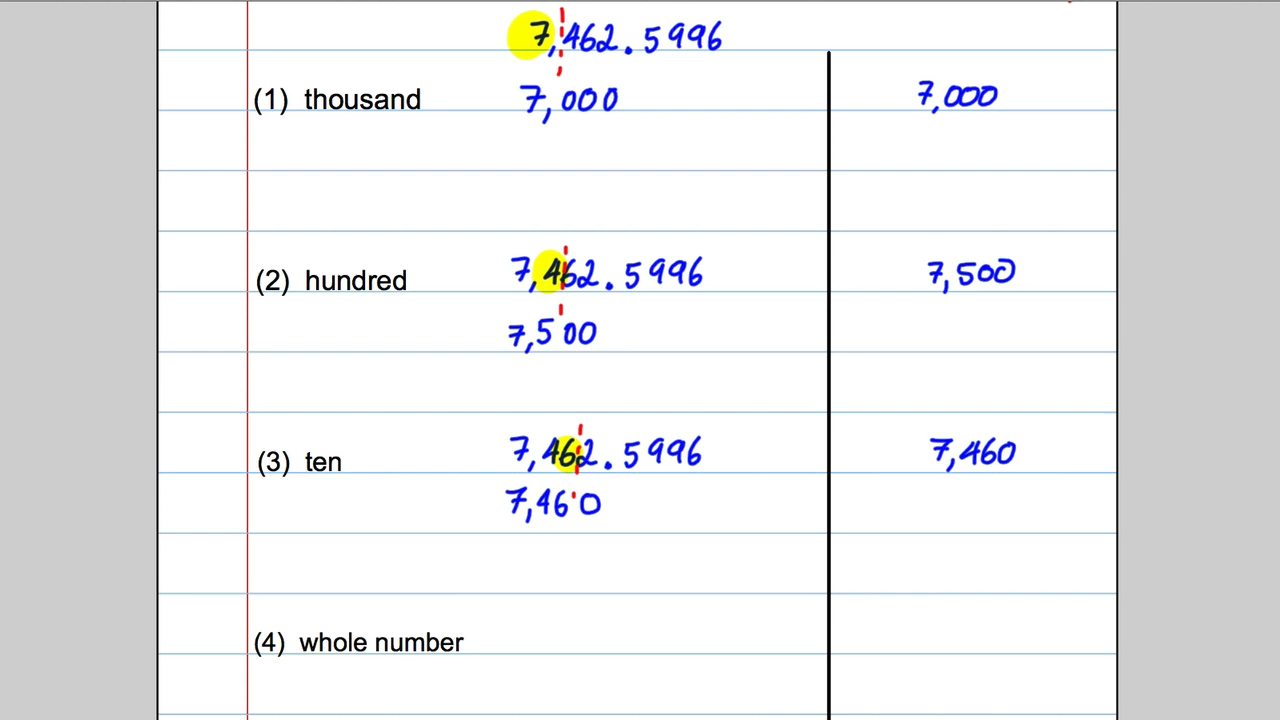 7,462.5996
(1) thousand 7,000 7,000
(2) hundred 7,462.5996 7,500
7,500
(3) ten 7,462.5996 7,460
7,460
(4) whole number